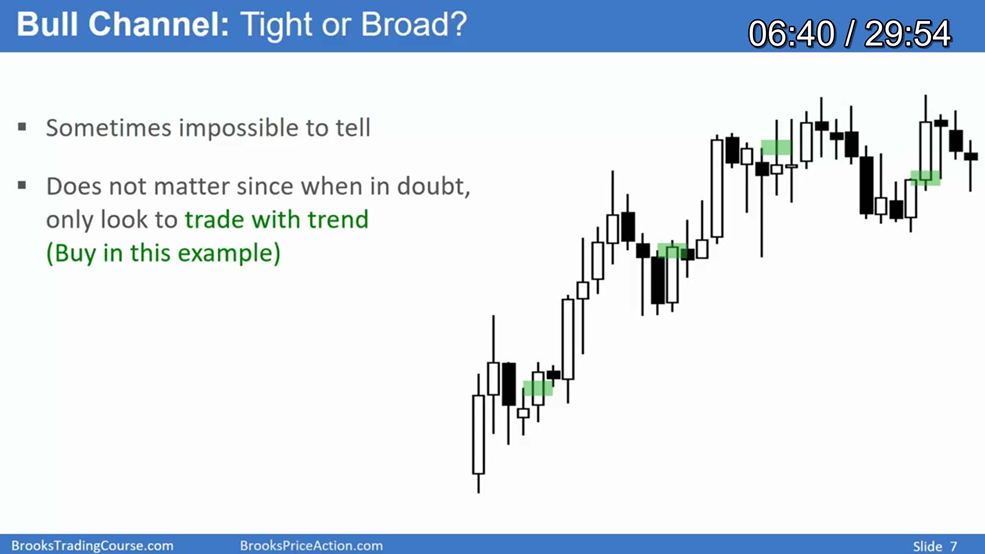 Bull Channel: Tight or Broad?
06:40 / 29:54
▪ Sometimes impossible to tell
▪ Does not matter since when in doubt,
only look to trade with trend
(Buy in this example)
BrooksTradingCourse.com
BrooksPriceAction.com
Slide 7